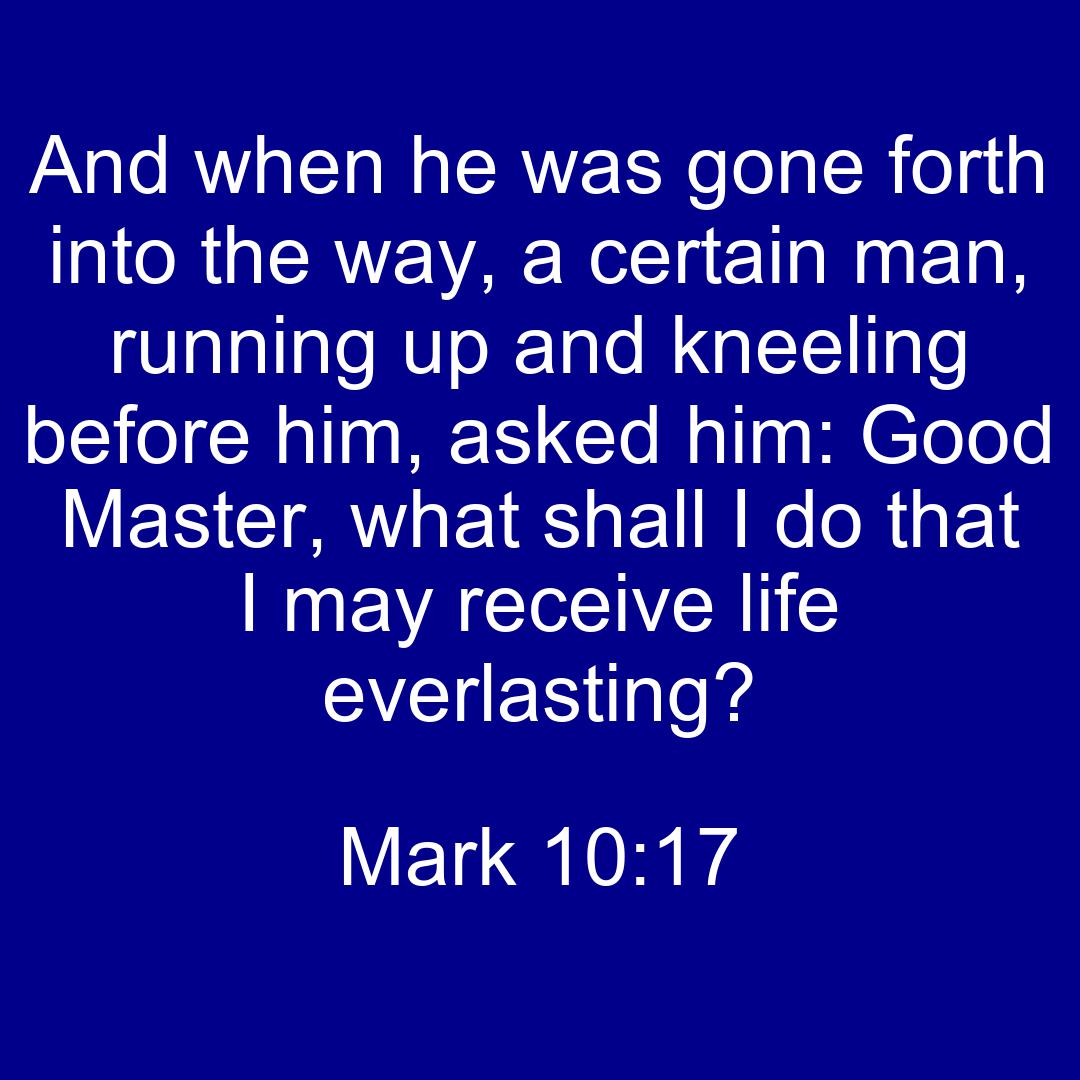 And when he was gone forth
into the way, a certain man,
running up and kneeling
before him, asked him: Good
Master, what shall I do that
I may receive life
everlasting?
Mark 10:17